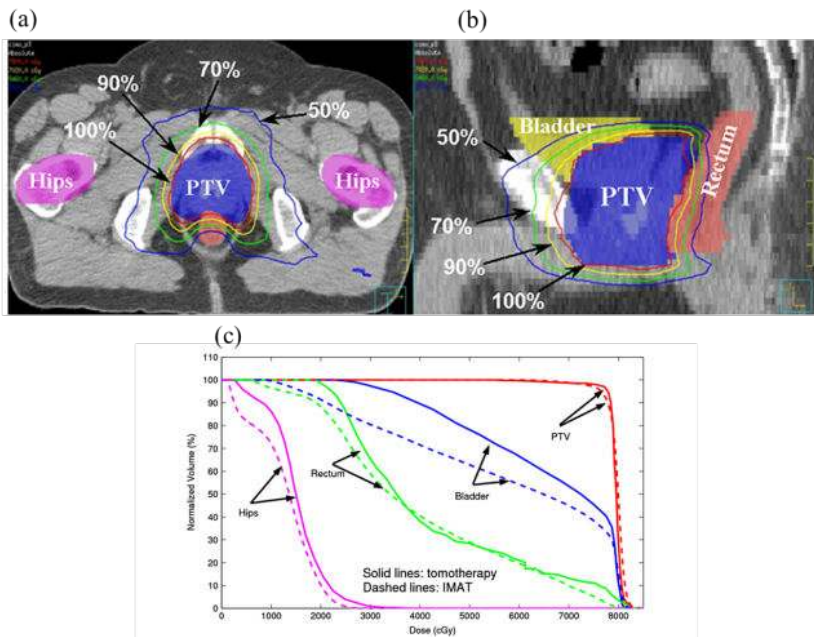 (a)
(b)
70%
50%
90%
100%
Hips
PTV
Hips
Bladder
50%
PTV
Rectum
70%
90%
100%
(c)
110
100
90
80
70
60
50
40
30
20
10
0
Normalized Volume (%)
PTV
Rectum
Bladder
Hips
Solid lines: tomotherapy
Dashed lines: IMAT
0 1000 2000 3000 4000 5000 6000 7000 8000
Dose (cGy)